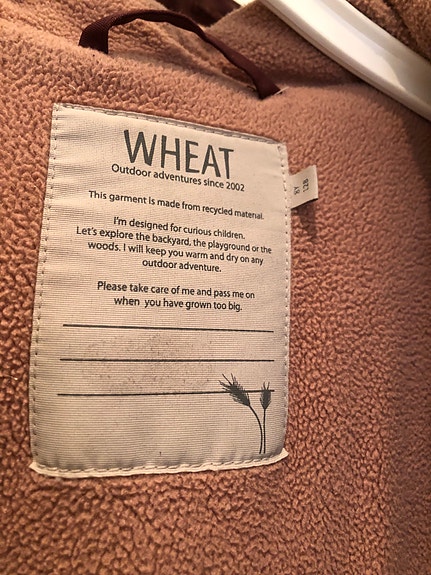 WHEAT
Outdoor adventures since 2002
This garment is made from recycled material.
I'm designed for curious children.
Let's explore the backyard, the playground or the
woods. I will keep you warm and dry on any
outdoor adventure.
Please take care of me and pass me on
when you have grown too big.
8Y
128